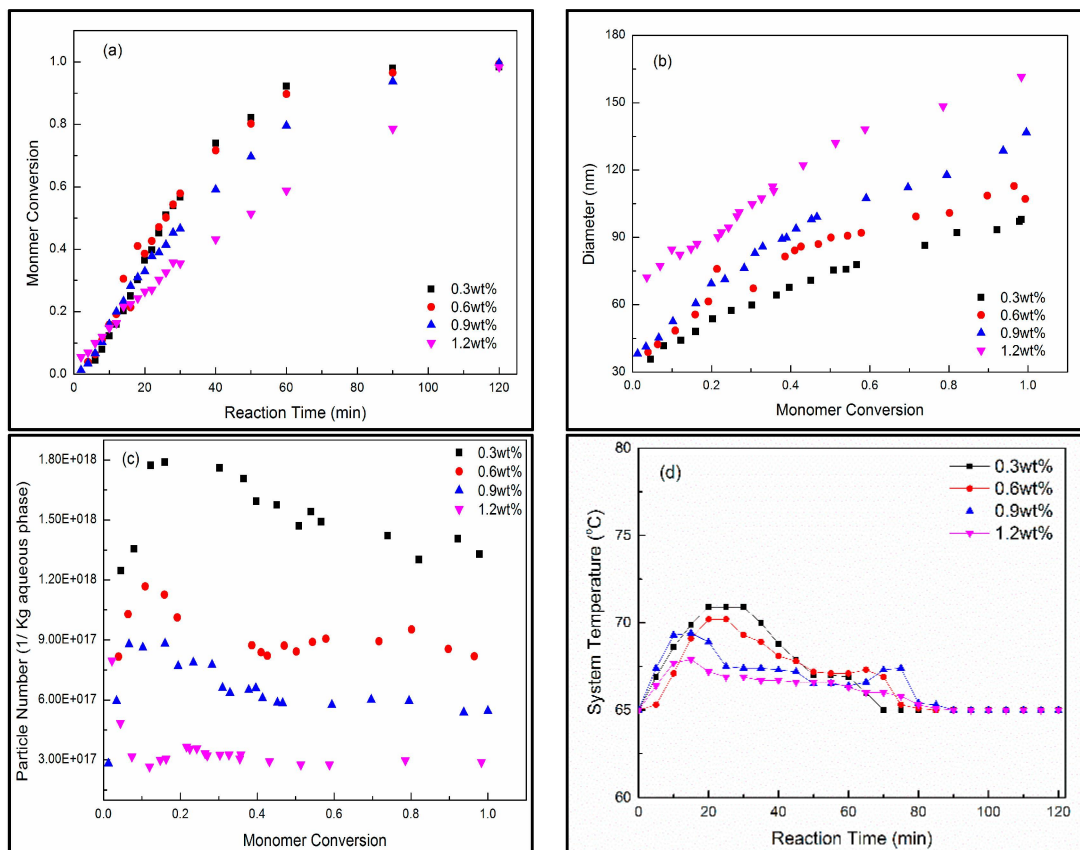 (a)
Monmer Conversion
1.0
0.8
0.6
0.4
0.2
0.0
0.3wt%
0.6wt%
0.9wt%
1.2wt%
0 20 40 60 80 100 120
Reaction Time (min)
(b)
Diameter (nm)
180
150
120
90
60
30
0.3wt%
0.6wt%
0.9wt%
1.2wt%
0.0 0.2 0.4 0.6 0.8 1.0
Monomer Conversion
(c)
Particle Number (1/ Kg aqueous phase)
1.80E+018
1.50E+018
1.20E+018
9.00E+017
6.00E+017
3.00E+017
0.3wt%
0.6wt%
0.9wt%
1.2wt%
0.0 0.2 0.4 0.6 0.8 1.0
Monomer Conversion
(d)
System Temperature (°C)
80
75
70
65
60
0.3wt%
0.6wt%
0.9wt%
1.2wt%
0 20 40 60 80 100 120
Reaction Time (min)